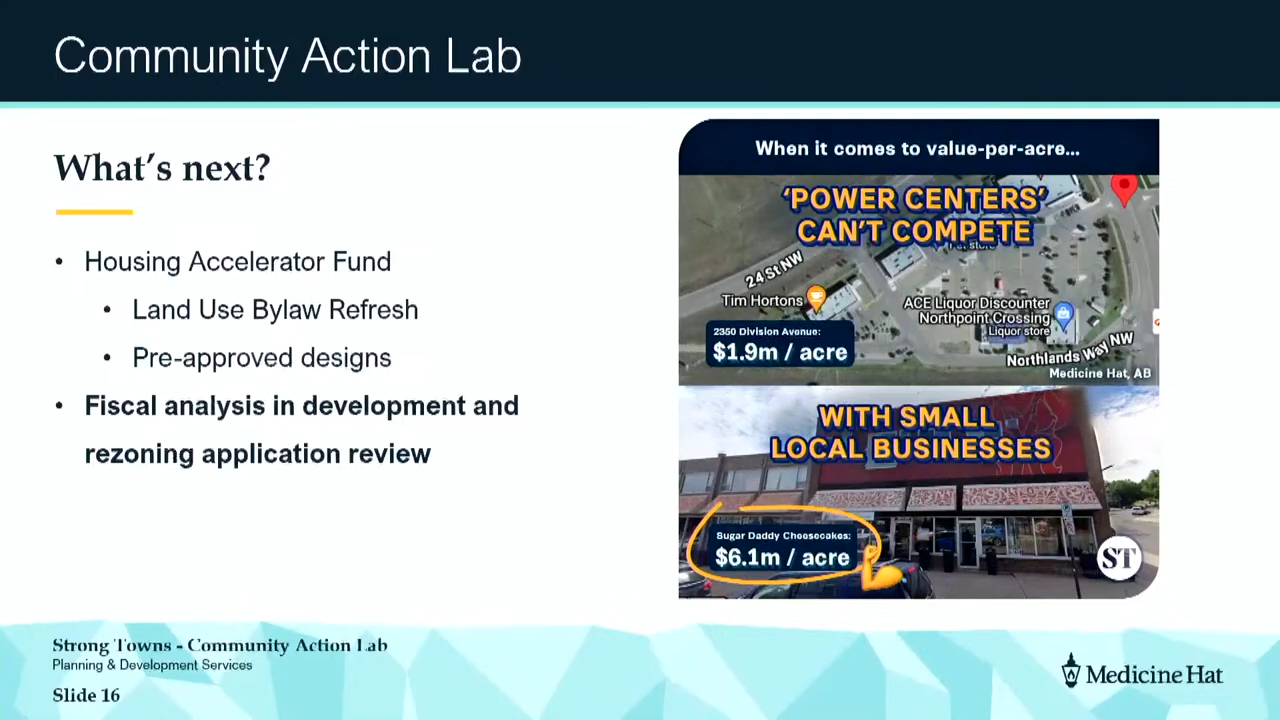 Community Action Lab
What's next?
• Housing Accelerator Fund
• Land Use Bylaw Refresh
• Pre-approved designs
• Fiscal analysis in development and
rezoning application review
When it comes to value-per-acre...
'POWER CENTERS'
CAN'T COMPETE
Pet store
24 St NW
Tim Hortons
ACE Liquor Discounter
Northpoint Crossing
Liquor store
2350 Division Avenue:
$1.9m / acre
Northlands Way NW
Medicine Hat, AB
WITH SMALL
LOCAL BUSINESSES
Sugar Daddy Cheesecakes:
$6.1m / acre
ST
Strong Towns - Community Action Lab
Planning & Development Services
Slide 16
Medicine Hat